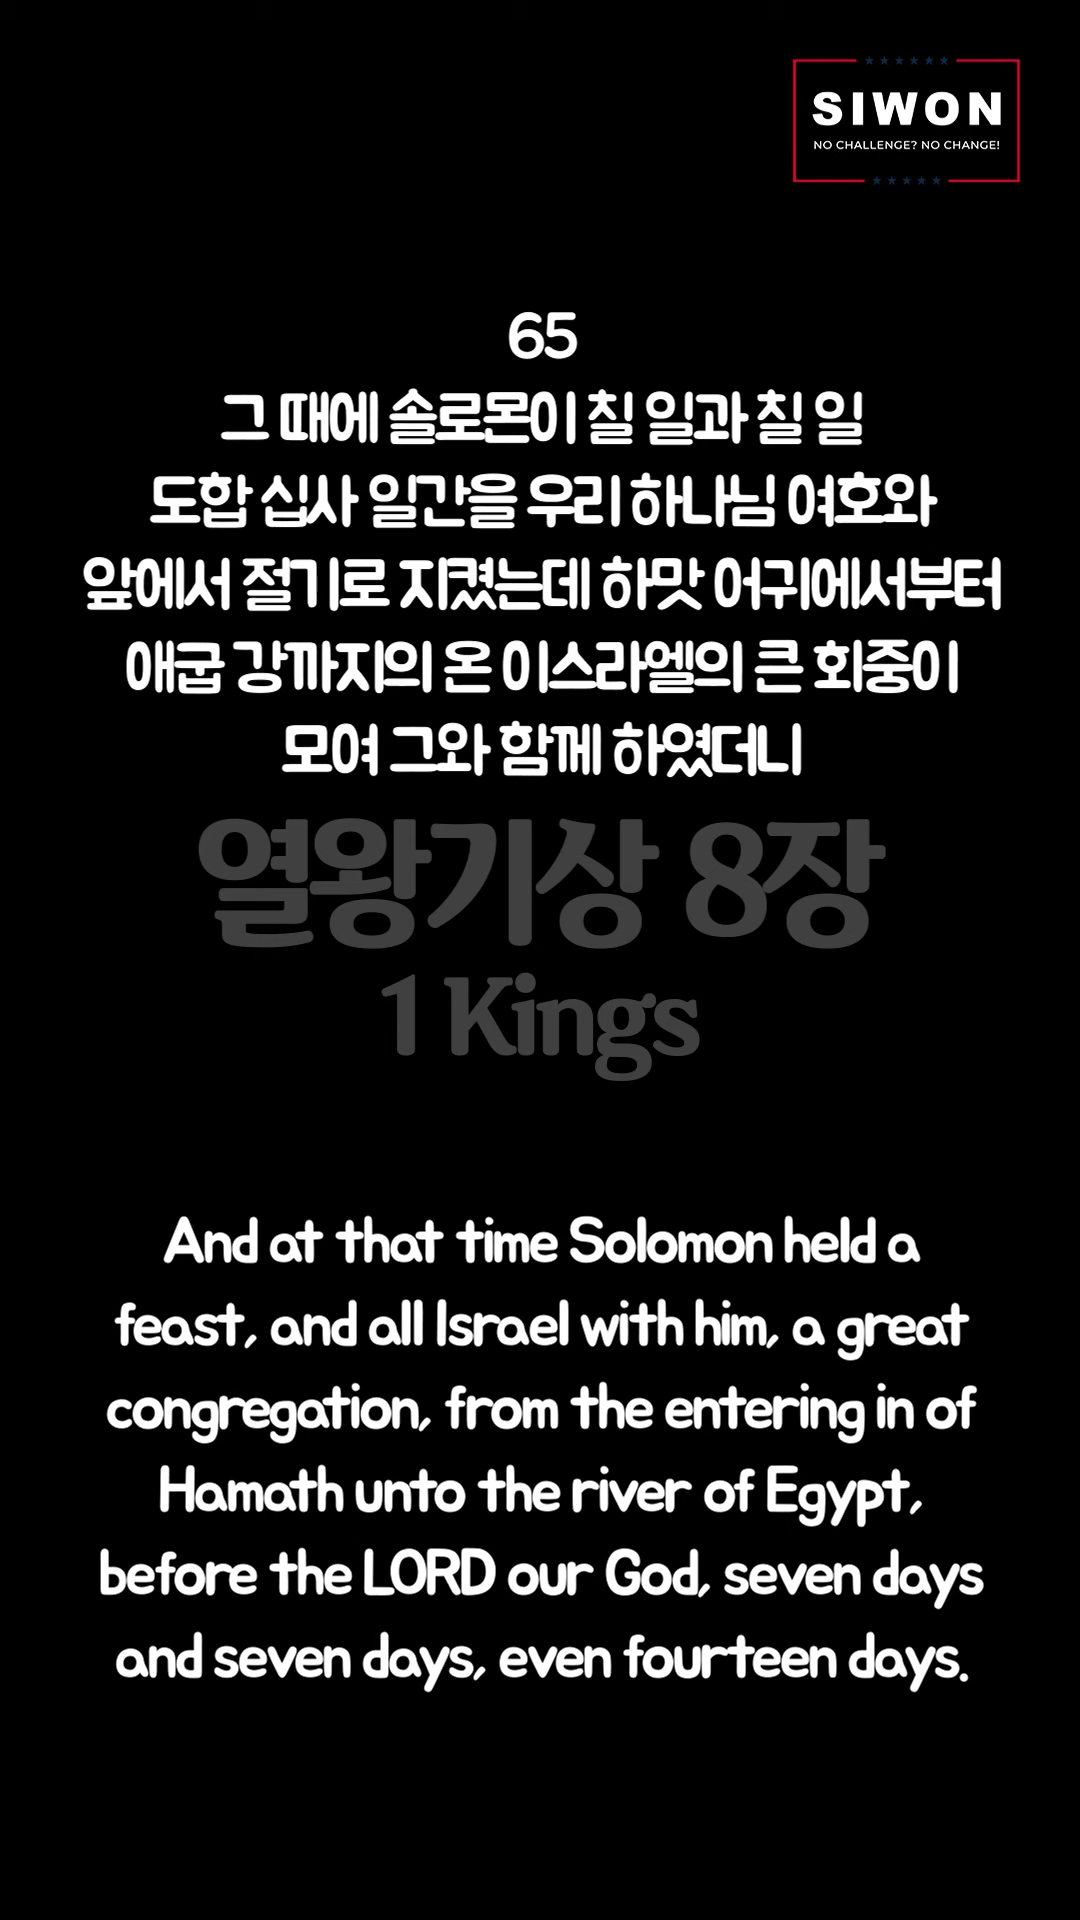 SIWON
NO CHALLENGE? NO CHANGE!
65
그 때에 솔로몬이 칠 일과 칠 일
도합 십사 일간을 우리 하나님 여호와
앞에서 절기로 지켰는데 하맛 어귀에서부터
애굽 강까지의 온 이스라엘의 큰 회중이
모여 그와 함께 하였더니
열왕기상 8장
1 Kings
And at that time Solomon held a
feast, and all Israel with him, a great
congregation, from the entering in of
Hamath unto the river of Egypt,
before the LORD our God, seven days
and seven days, even fourteen days.